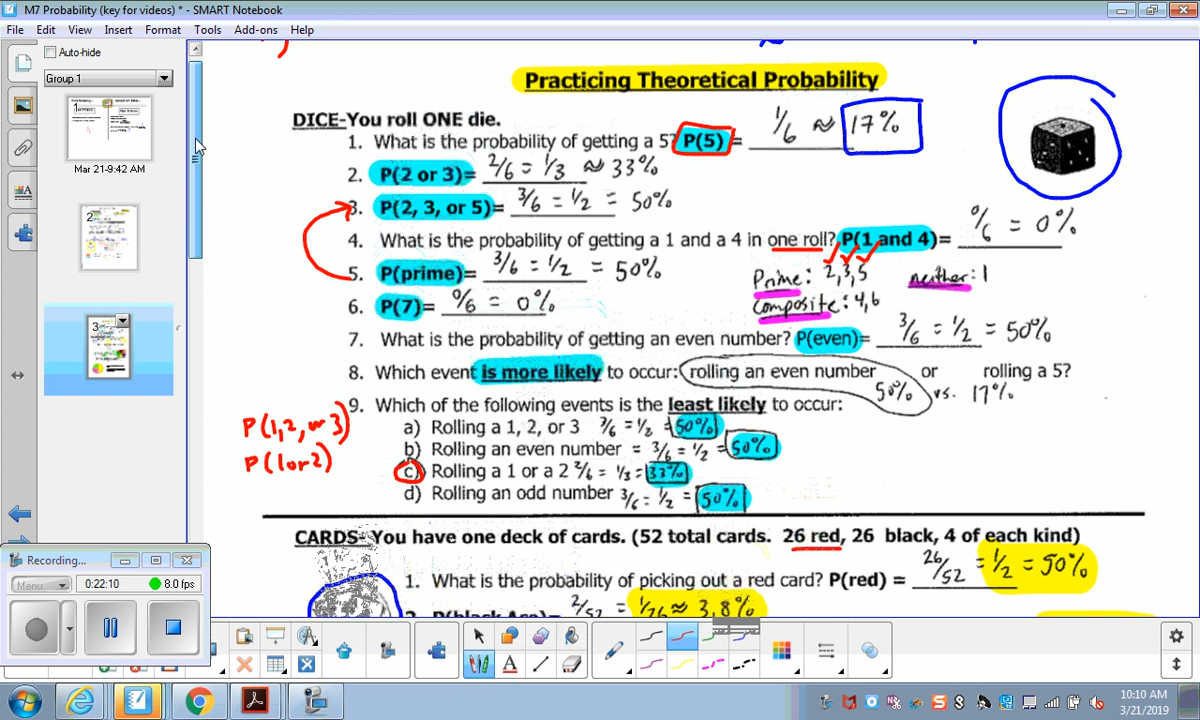 M7 Probability (key for videos) * - SMART Notebook
File Edit View Insert Format Tools Add-ons Help
Auto-hide
Group 1
1
Mar 21-9:42 AM
2
3
Practicing Theoretical Probability
DICE-You roll ONE die.
1. What is the probability of getting a 5? P(5)= 1/6 ≈ 17%
2. P(2 or 3)= 2/6 = 1/3 ≈ 33%
3. P(2, 3, or 5)= 3/6 = 1/2 = 50%
4. What is the probability of getting a 1 and a 4 in one roll? P(1 and 4)= 0/6 = 0%
5. P(prime)= 3/6 = 1/2 = 50%
Prime: 2,3,5 neither: 1
Composite: 4,6
6. P(7)= 0/6 = 0%
7. What is the probability of getting an even number? P(even)= 3/6 = 1/2 = 50%
8. Which event is more likely to occur: rolling an even number or rolling a 5?
50% vs. 17%
9. Which of the following events is the least likely to occur:
P(1,2, or 3)
a) Rolling a 1, 2, or 3 3/6 = 1/2 = 50%
b) Rolling an even number = 3/6 = 1/2 = 50%
P(1 or 2)
c) Rolling a 1 or a 2 2/6 = 1/3 = 33%
d) Rolling an odd number 3/6 = 1/2 = 50%
CARDS- You have one deck of cards. (52 total cards. 26 red, 26 black, 4 of each kind)
1. What is the probability of picking out a red card? P(red) = 26/52 = 1/2 = 50%
2. P(black Ace)= 2/52 = 1/26 ≈ 3.8%
Recording...
Menu 0:22:10 8.0 fps
A
10:10 AM
3/21/2019